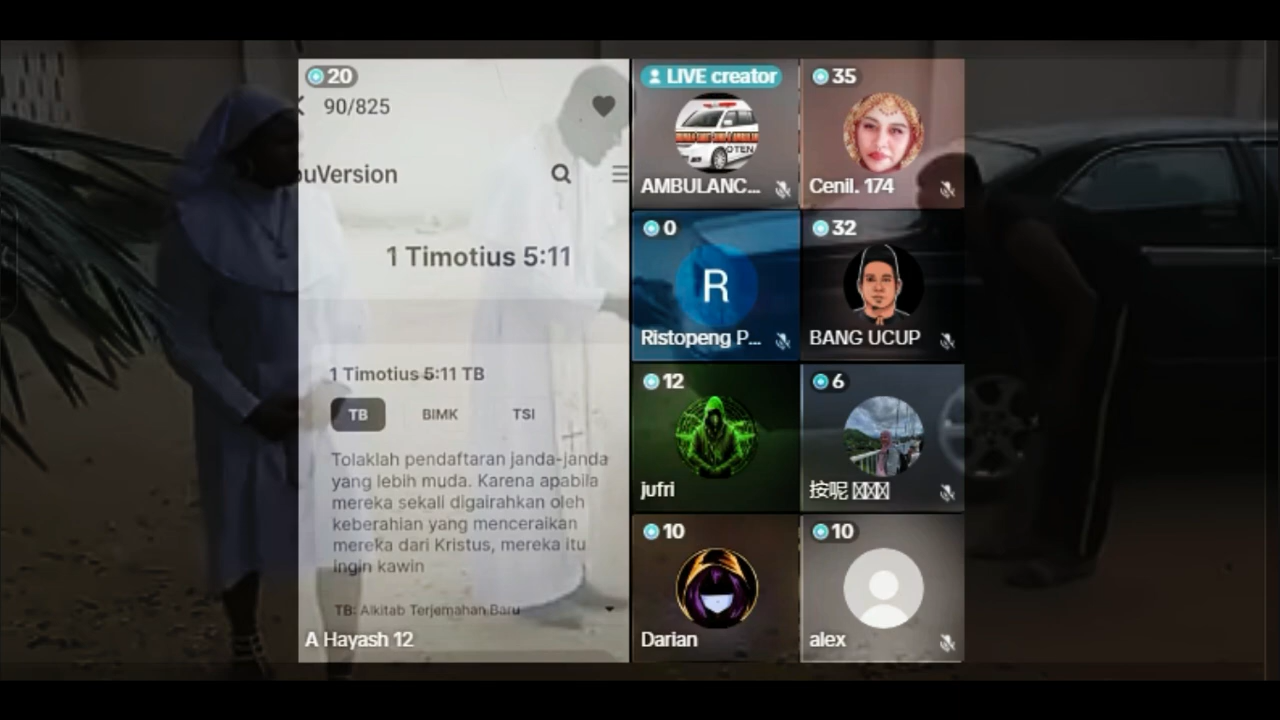 20
90/825
uVersion
1 Timotius 5:11
1 Timotius 5:11 TB
TB BIMK TSI
Tolaklah pendaftaran janda-janda
yang lebih muda. Karena apabila
mereka sekali digairahkan oleh
keberahian yang menceraikan
mereka dari Kristus, mereka itu
ingin kawin
TB: Alkitab Terjemahan Baru
A Hayash 12
LIVE creator
AMBULANC...
35
Cenil. 174
0
R
Ristopeng P...
32
BANG UCUP
12
jufri
6
按呢
10
Darian
10
alex